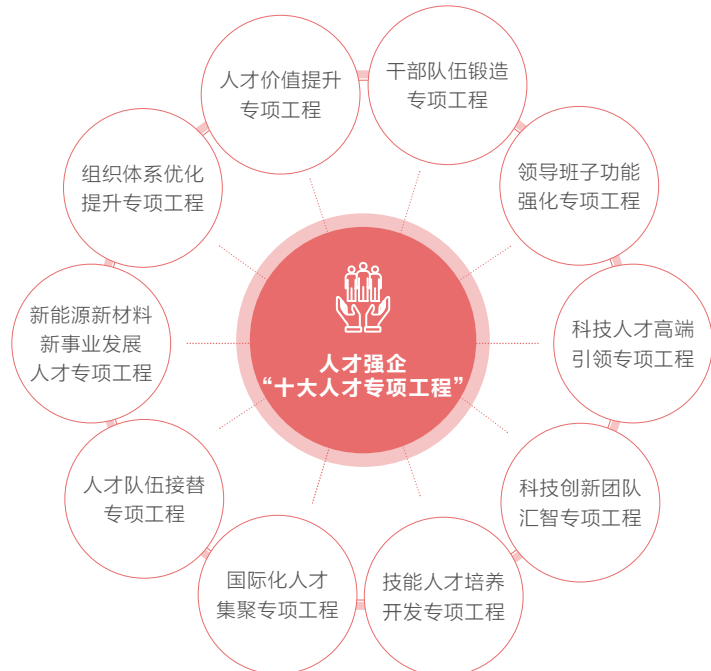 人才价值提升
专项工程
干部队伍锻造
专项工程
组织体系优化
提升专项工程
领导班子功能
强化专项工程
新能源新材料
新事业发展
人才专项工程
人才强企
“十大人才专项工程”
科技人才高端
引领专项工程
人才队伍接替
专项工程
科技创新团队
汇智专项工程
国际化人才
集聚专项工程
技能人才培养
开发专项工程